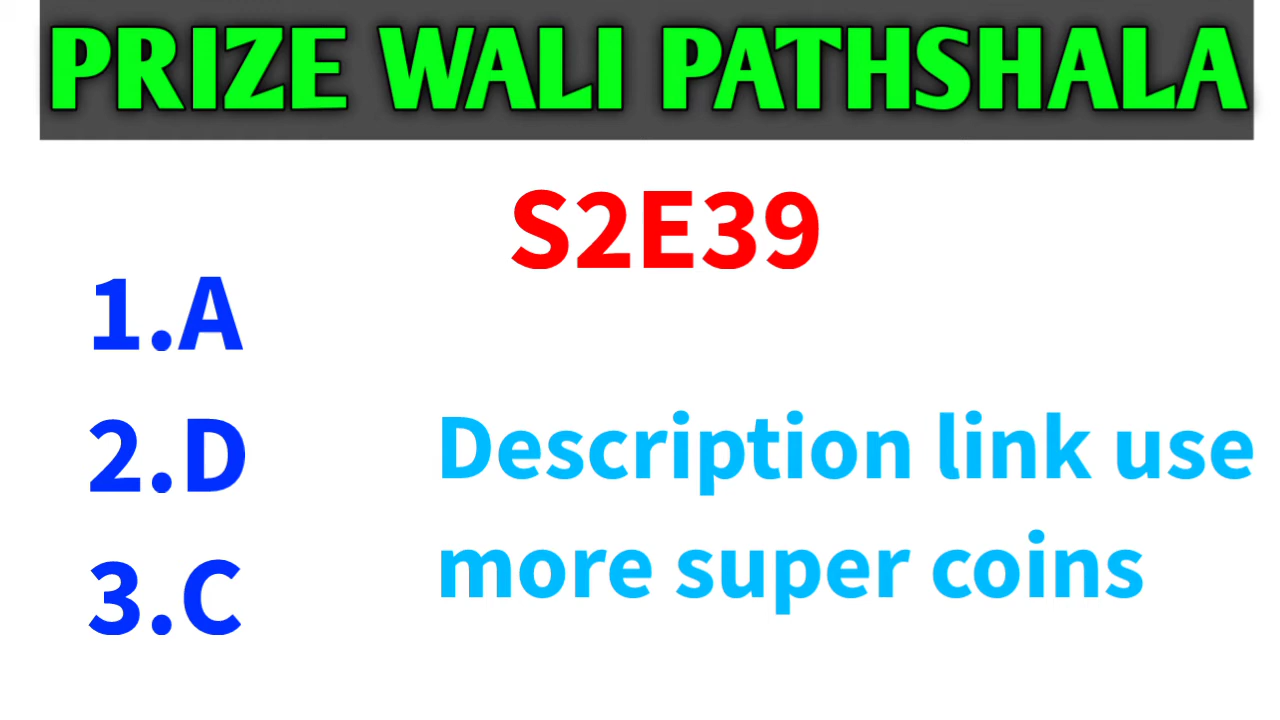 PRIZE WALI PATHSHALA
S2E39
1.A
2.D
3.C
Description link use
more super coins